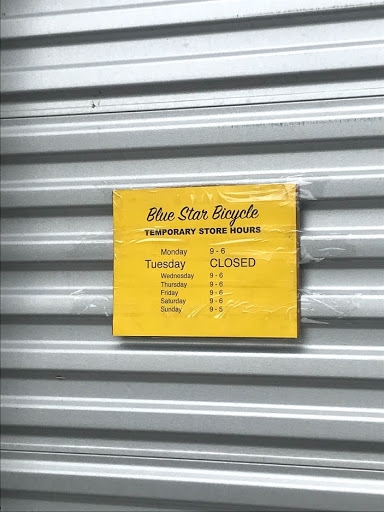 Blue Star Bicycle
TEMPORARY STORE HOURS
Monday 9 - 6
Tuesday CLOSED
Wednesday 9 - 6
Thursday 9 - 6
Friday 9 - 6
Saturday 9 - 6
Sunday 9 - 5